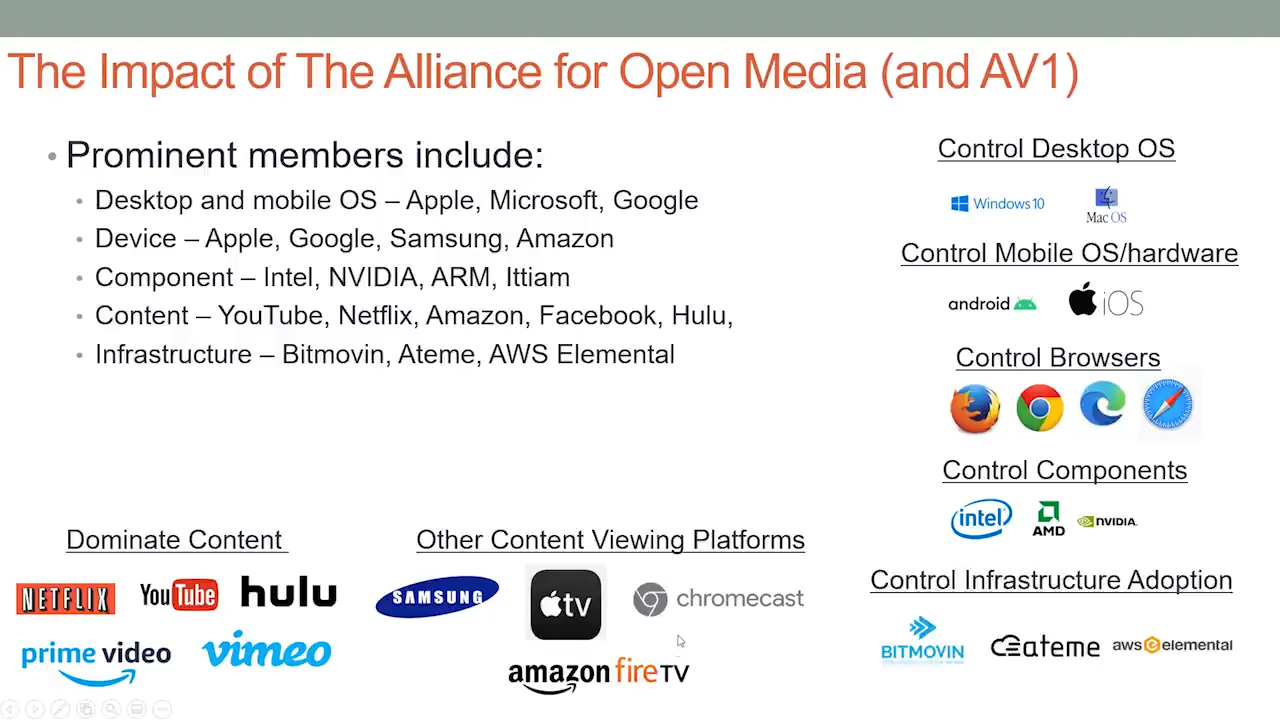 The Impact of The Alliance for Open Media (and AV1)
• Prominent members include:
• Desktop and mobile OS – Apple, Microsoft, Google
• Device – Apple, Google, Samsung, Amazon
• Component – Intel, NVIDIA, ARM, Ittiam
• Content – YouTube, Netflix, Amazon, Facebook, Hulu,
• Infrastructure – Bitmovin, Ateme, AWS Elemental
Control Desktop OS
Windows 10
Mac OS
Control Mobile OS/hardware
android
iOS
Control Browsers
Control Components
intel
AMD
NVIDIA
Control Infrastructure Adoption
BITMOVIN
ateme
aws elemental
Dominate Content
NETFLIX
YouTube
hulu
prime video
vimeo
Other Content Viewing Platforms
SAMSUNG
tv
chromecast
amazon fireTV